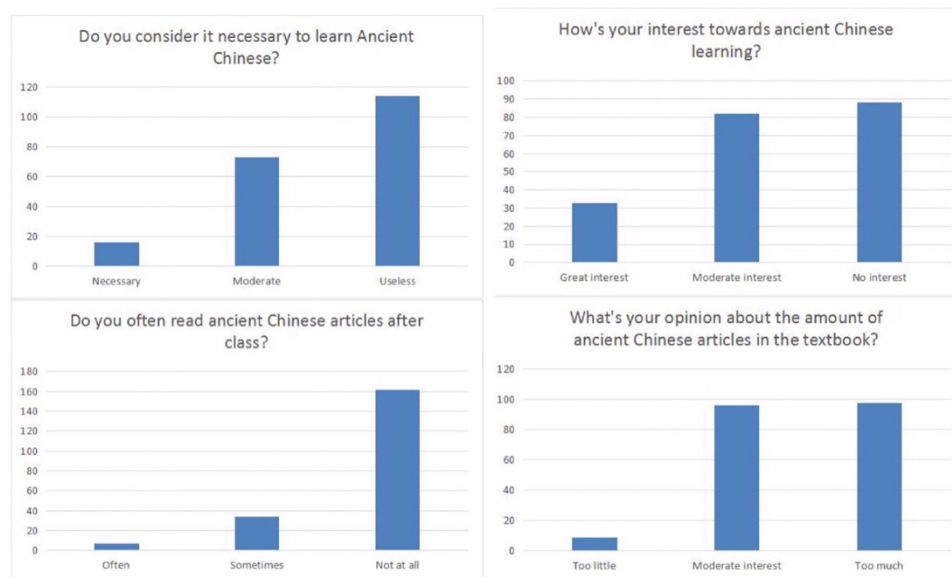 Do you consider it necessary to learn Ancient
Chinese?
120
100
80
60
40
20
0
Necessary Moderate Useless
How's your interest towards ancient Chinese
learning?
100
90
80
70
60
50
40
30
20
10
0
Great interest Moderate interest No interest
Do you often read ancient Chinese articles after
class?
180
160
140
120
100
80
60
40
20
0
Often Sometimes Not at all
What's your opinion about the amount of
ancient Chinese articles in the textbook?
120
100
80
60
40
20
0
Too little Moderate interest Too much